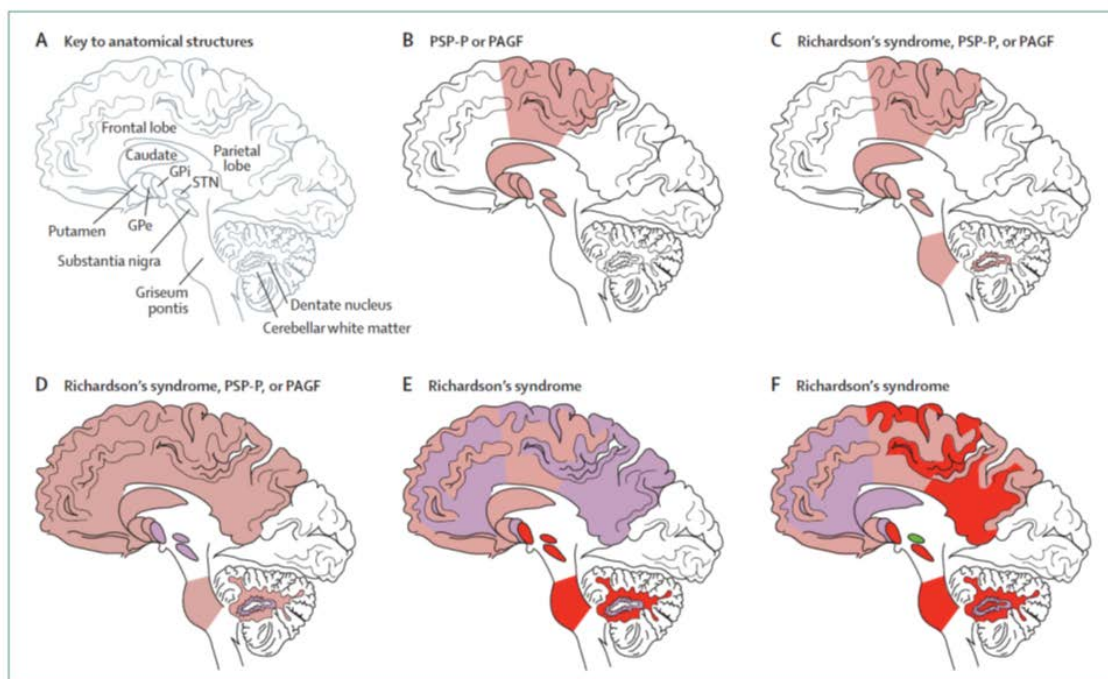 A Key to anatomical structures
B PSP-P or PAGF
C Richardson's syndrome, PSP-P, or PAGF
Frontal lobe
Caudate
Parietal
lobe
GPi
STN
Putamen
GPe
Substantia nigra
Griseum
pontis
Dentate nucleus
Cerebellar white matter
D Richardson's syndrome, PSP-P, or PAGF
E Richardson's syndrome
F Richardson's syndrome